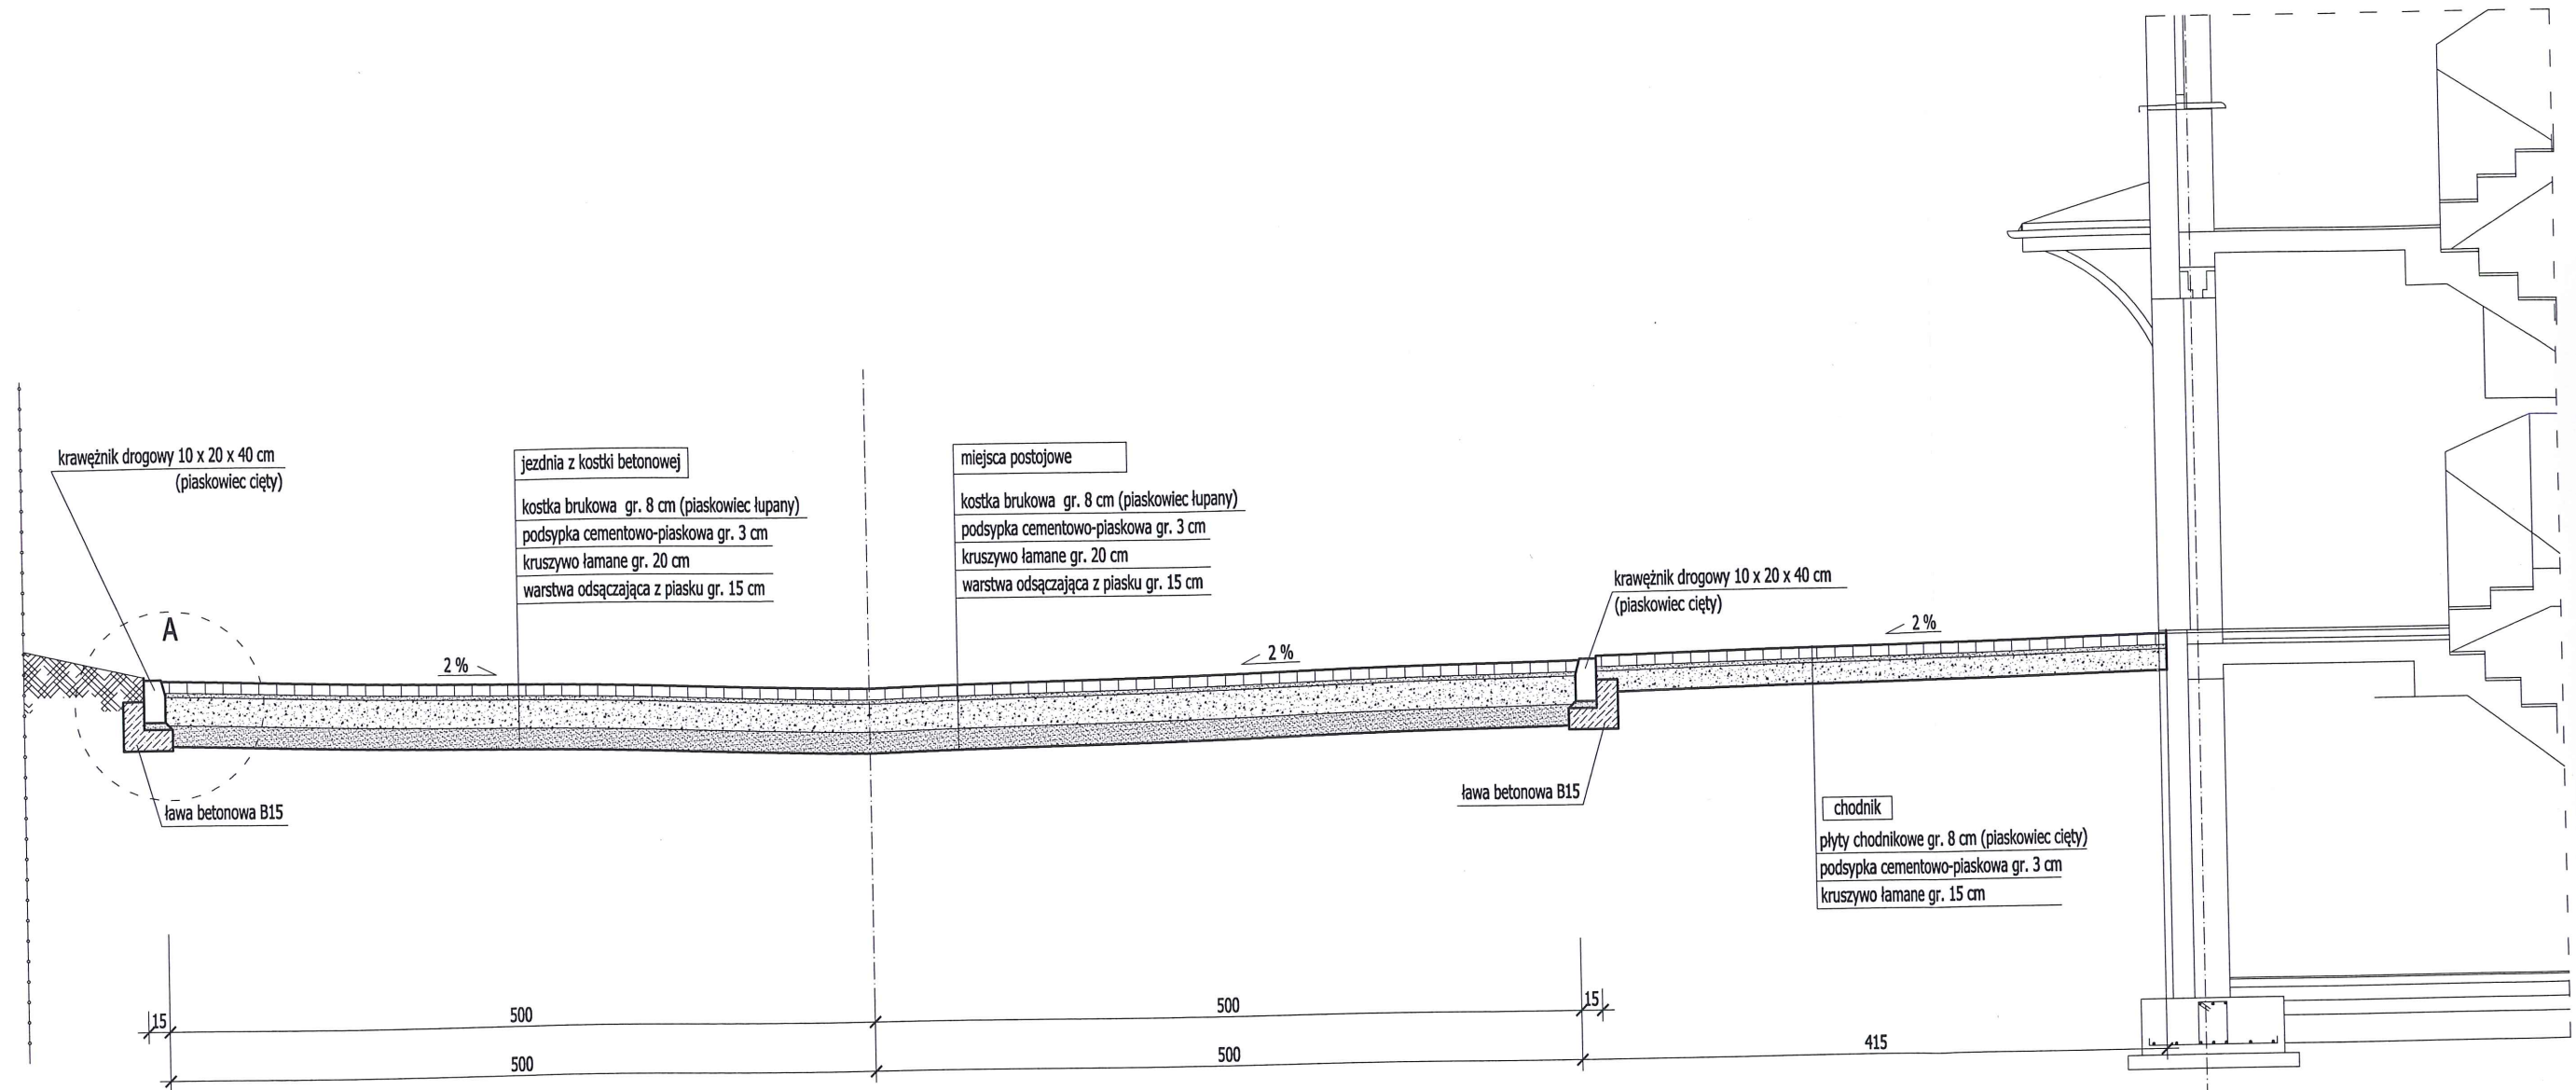 krawężnik drogowy 10 x 20 x 40 cm
(piaskowiec cięty)
jezdnia z kostki betonowej
kostka brukowa gr. 8 cm (piaskowiec łupany)
podsypka cementowo-piaskowa gr. 3 cm
kruszywo łamane gr. 20 cm
warstwa odsączająca z piasku gr. 15 cm
miejsca postojowe
kostka brukowa gr. 8 cm (piaskowiec łupany)
podsypka cementowo-piaskowa gr. 3 cm
kruszywo łamane gr. 20 cm
warstwa odsączająca z piasku gr. 15 cm
krawężnik drogowy 10 x 20 x 40 cm
(piaskowiec cięty)
A
2 %
2 %
2 %
ława betonowa B15
ława betonowa B15
chodnik
płyty chodnikowe gr. 8 cm (piaskowiec cięty)
podsypka cementowo-piaskowa gr. 3 cm
kruszywo łamane gr. 15 cm
15
500
500
15
500
500
415